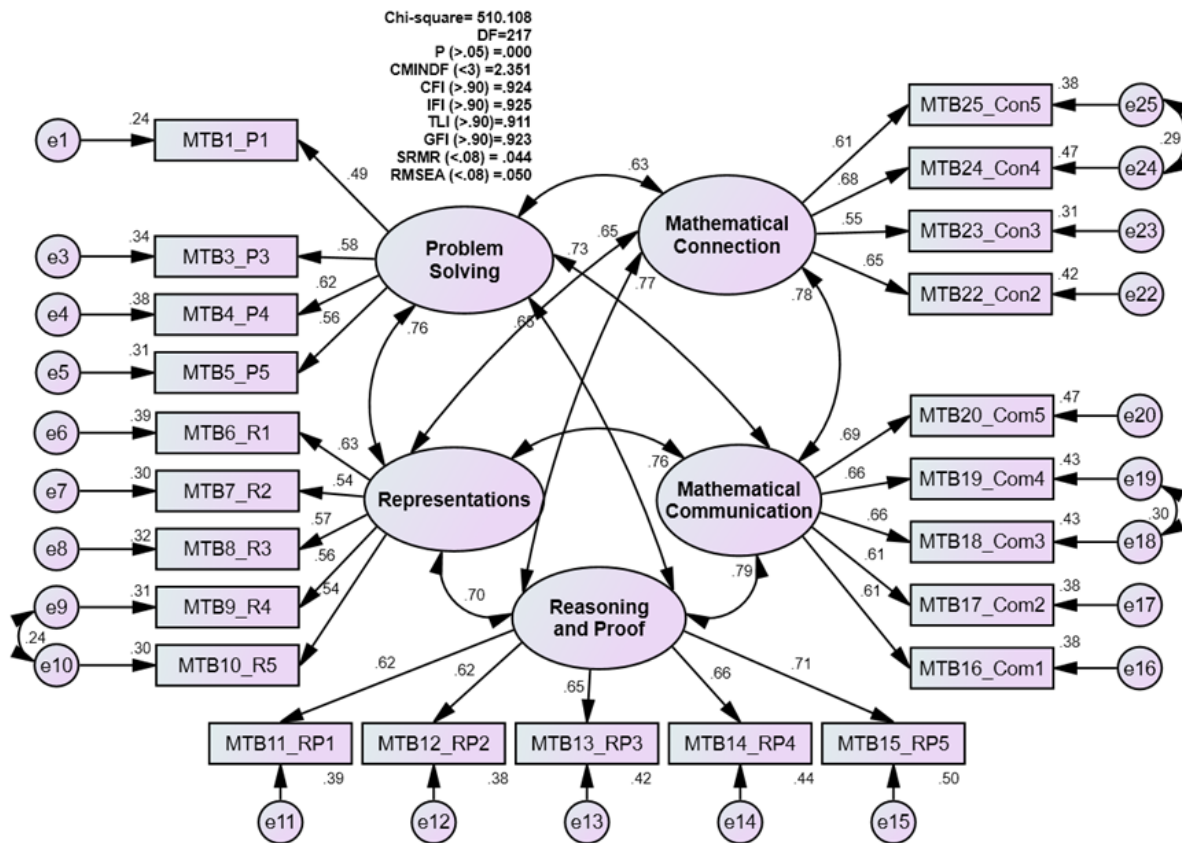 Chi-square= 510.108
DF=217
P (>.05) =.000
CMINDF (<3) =2.351
CFI (>.90) =.924
IFI (>.90) =.925
TLI (>.90)=.911
GFI (>.90)=.923
SRMR (<.08) = .044
RMSEA (<.08) =.050
e1
.24
MTB1_P1
.49
e3
.34
MTB3_P3
.58
e4
.38
MTB4_P4
.62
e5
.31
MTB5_P5
.56
Problem
Solving
.63
Mathematical
Connection
.65
.73
.77
.65
.76
.78
.61
MTB25_Con5
.38
e25
.29
.68
MTB24_Con4
.47
e24
.55
MTB23_Con3
.31
e23
.65
MTB22_Con2
.42
e22
e6
.39
MTB6_R1
.63
e7
.30
MTB7_R2
.54
e8
.32
MTB8_R3
.57
e9
.31
MTB9_R4
.56
.24
e10
.30
MTB10_R5
.54
Representations
.76
Mathematical
Communication
.69
MTB20_Com5
.47
e20
.66
MTB19_Com4
.43
e19
.30
.66
MTB18_Com3
.43
e18
.61
MTB17_Com2
.38
e17
.61
MTB16_Com1
.38
e16
.70
.79
Reasoning
and Proof
.62
.62
.65
.66
.71
MTB11_RP1
MTB12_RP2
MTB13_RP3
MTB14_RP4
MTB15_RP5
.39
.38
.42
.44
.50
e11
e12
e13
e14
e15